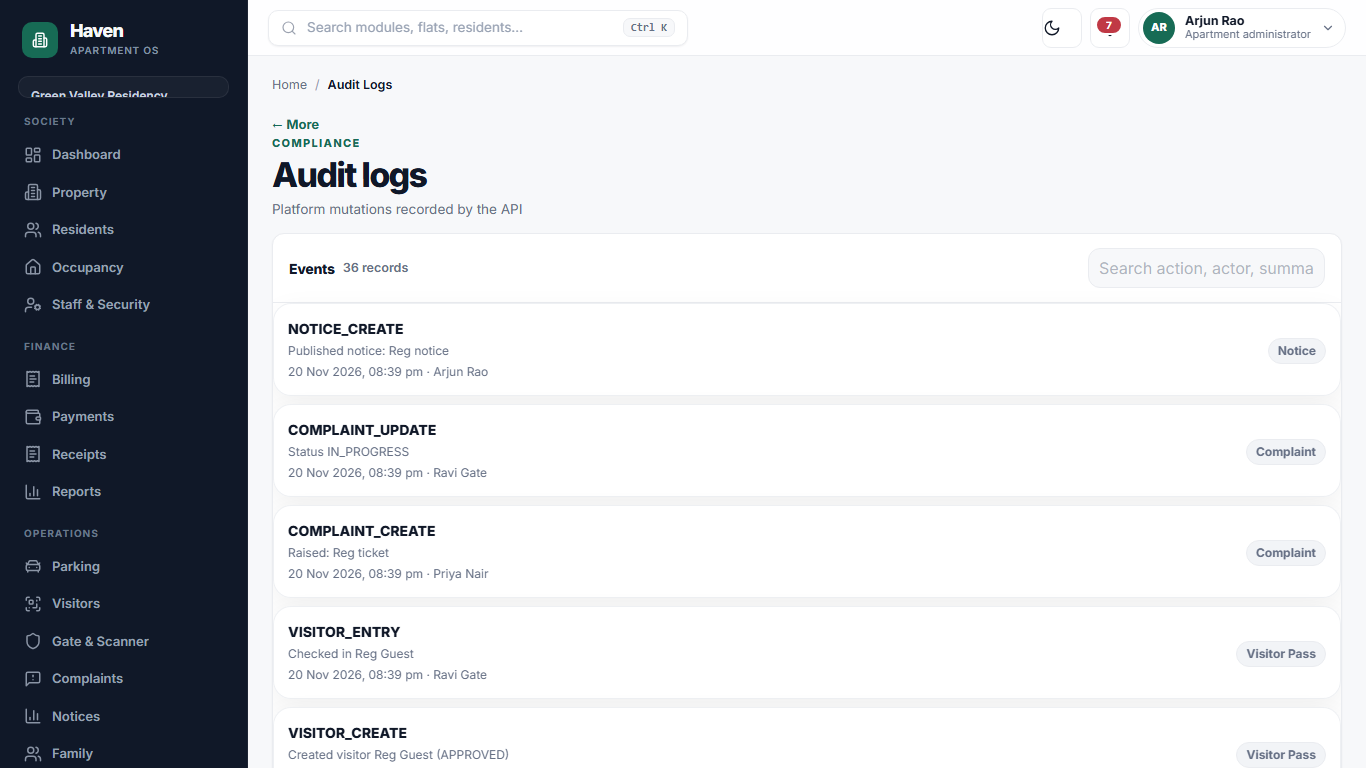 Haven
APARTMENT OS
Green Valley Residency
SOCIETY
Dashboard
Property
Residents
Occupancy
Staff & Security
FINANCE
Billing
Payments
Receipts
Reports
OPERATIONS
Parking
Visitors
Gate & Scanner
Complaints
Notices
Family
Search modules, flats, residents...
Ctrl K
7
AR
Arjun Rao
Apartment administrator
Home / Audit Logs
← More
COMPLIANCE
Audit logs
Platform mutations recorded by the API
Events 36 records
Search action, actor, summa
NOTICE_CREATE
Published notice: Reg notice
20 Nov 2026, 08:39 pm · Arjun Rao
Notice
COMPLAINT_UPDATE
Status IN_PROGRESS
20 Nov 2026, 08:39 pm · Ravi Gate
Complaint
COMPLAINT_CREATE
Raised: Reg ticket
20 Nov 2026, 08:39 pm · Priya Nair
Complaint
VISITOR_ENTRY
Checked in Reg Guest
20 Nov 2026, 08:39 pm · Ravi Gate
Visitor Pass
VISITOR_CREATE
Created visitor Reg Guest (APPROVED)
Visitor Pass